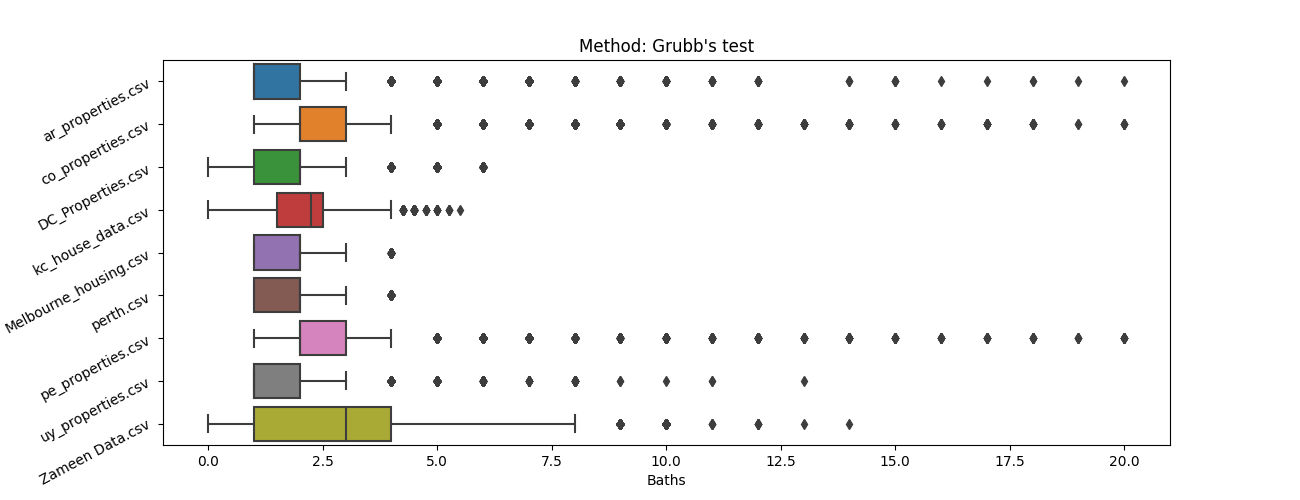 Method: Grubb's test
ar_properties.csv
co_properties.csv
DC_Properties.csv
kc_house_data.csv
Melbourne_housing.csv
perth.csv
pe_properties.csv
uy_properties.csv
Zameen Data.csv
0.0 2.5 5.0 7.5 10.0 12.5 15.0 17.5 20.0
Baths